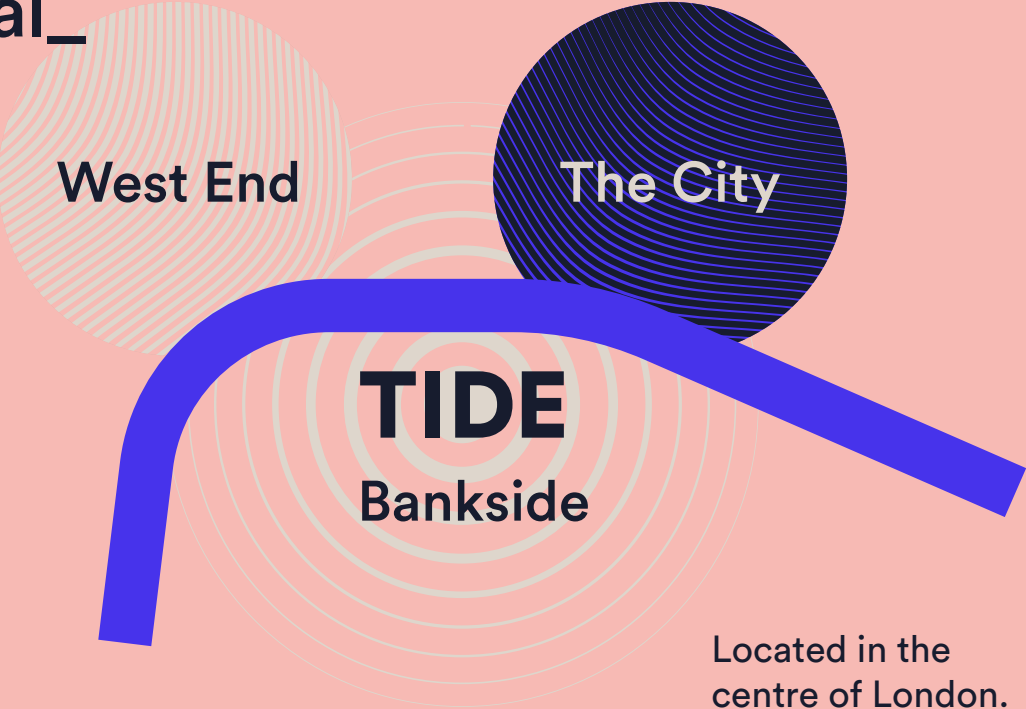 West End
The City
TIDE
Bankside
Located in the
centre of London.